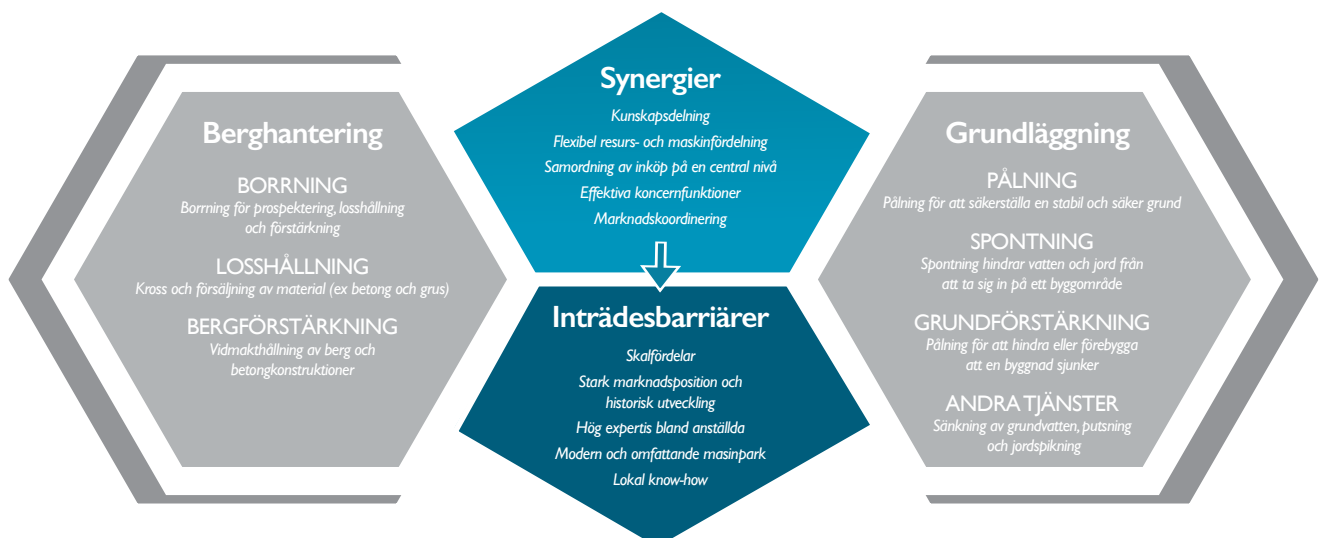 Berghantering
BORRNING
Borrning för prospektering, losshållning
och förstärkning
LOSSHÅLLNING
Kross och försäljning av material (ex betong och grus)
BERGFÖRSTÄRKNING
Vidmakthållning av berg och
betongkonstruktioner
Synergier
Kunskapsdelning
Flexibel resurs- och maskinfördelning
Samordning av inköp på en central nivå
Effektiva koncernfunktioner
Marknadskoordinering
Inträdesbarriärer
Skalfördelar
Stark marknadsposition och
historisk utveckling
Hög expertis bland anställda
Modern och omfattande masinpark
Lokal know-how
Grundläggning
PÅLNING
Pålning för att säkerställa en stabil och säker grund
SPONTNING
Spontning hindrar vatten och jord från
att ta sig in på ett byggområde
GRUNDFÖRSTÄRKNING
Pålning för att hindra eller förebygga
att en byggnad sjunker
ANDRA TJÄNSTER
Sänkning av grundvatten, putsning
och jordspikning